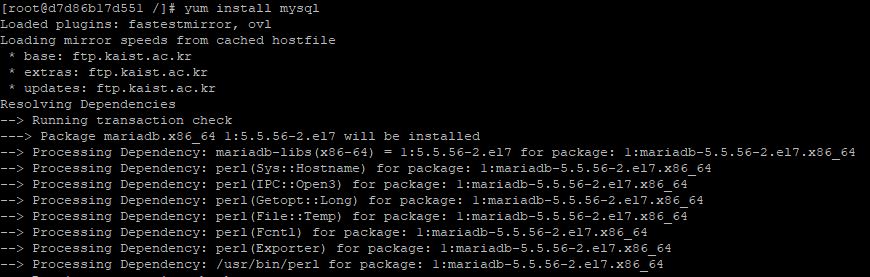 [root@d7d86b17d551 /]# yum install mysql
Loaded plugins: fastestmirror, ovl
Loading mirror speeds from cached hostfile
 * base: ftp.kaist.ac.kr
 * extras: ftp.kaist.ac.kr
 * updates: ftp.kaist.ac.kr
Resolving Dependencies
--> Running transaction check
---> Package mariadb.x86_64 1:5.5.56-2.el7 will be installed
--> Processing Dependency: mariadb-libs(x86-64) = 1:5.5.56-2.el7 for package: 1:mariadb-5.5.56-2.el7.x86_64
--> Processing Dependency: perl(Sys::Hostname) for package: 1:mariadb-5.5.56-2.el7.x86_64
--> Processing Dependency: perl(IPC::Open3) for package: 1:mariadb-5.5.56-2.el7.x86_64
--> Processing Dependency: perl(Getopt::Long) for package: 1:mariadb-5.5.56-2.el7.x86_64
--> Processing Dependency: perl(File::Temp) for package: 1:mariadb-5.5.56-2.el7.x86_64
--> Processing Dependency: perl(Fcntl) for package: 1:mariadb-5.5.56-2.el7.x86_64
--> Processing Dependency: perl(Exporter) for package: 1:mariadb-5.5.56-2.el7.x86_64
--> Processing Dependency: /usr/bin/perl for package: 1:mariadb-5.5.56-2.el7.x86_64